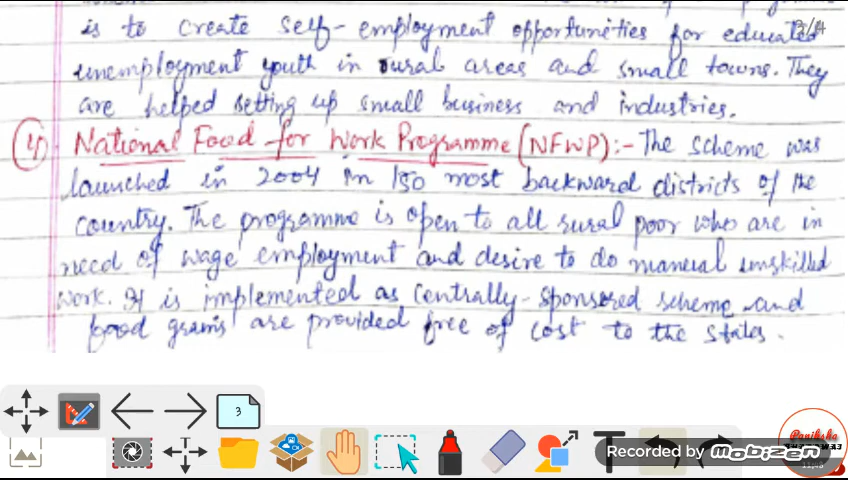 is to create self-employment opportunities for educated
unemployment youth in rural areas and small towns. They
are helped setting up small business and industries.
4) National Food for Work Programme (NFWP):- The scheme was
launched in 2004 in 150 most backward districts of the
country. The programme is open to all rural poor who are in
need of wage employment and desire to do manual unskilled
work. It is implemented as centrally-sponsored scheme and
food grains are provided free of cost to the states.
3
T
Recorded by mobizen